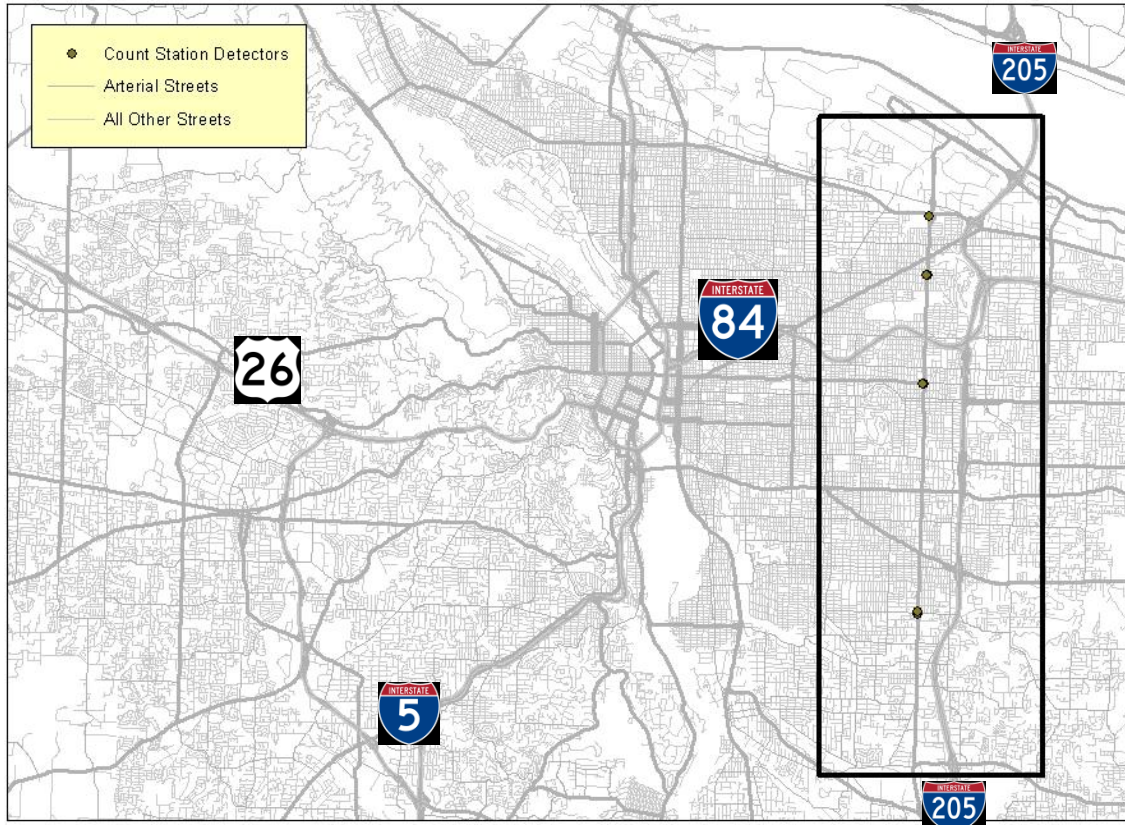 Count Station Detectors
Arterial Streets
All Other Streets
INTERSTATE
205
INTERSTATE
84
26
INTERSTATE
5
INTERSTATE
205